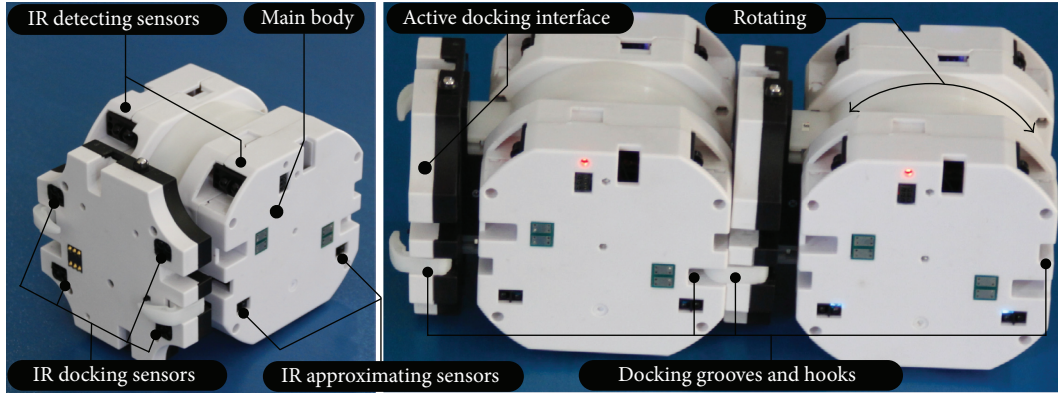 IR detecting sensors
Main body
Active docking interface
Rotating
IR docking sensors
IR approximating sensors
Docking grooves and hooks